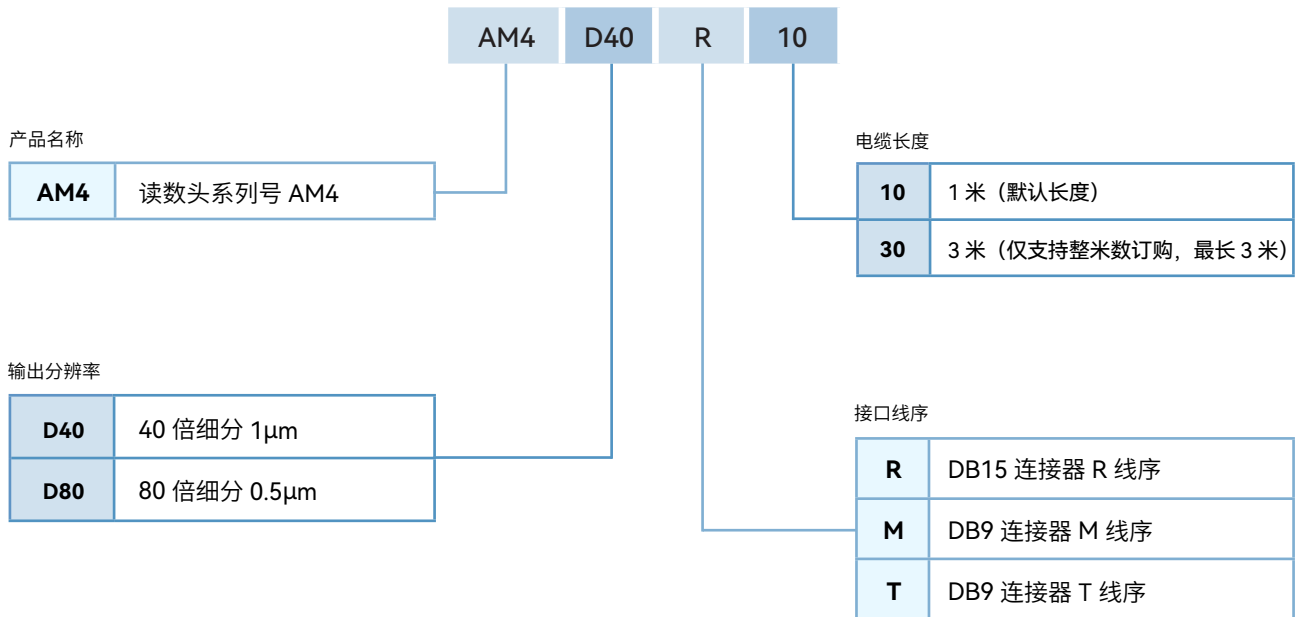 AM4 D40 R 10
产品名称
AM4 读数头系列号 AM4
电缆长度
10 1 米（默认长度）
30 3 米（仅支持整米数订购，最长 3 米）
输出分辨率
D40 40 倍细分 1μm
D80 80 倍细分 0.5μm
接口线序
R DB15 连接器 R 线序
M DB9 连接器 M 线序
T DB9 连接器 T 线序